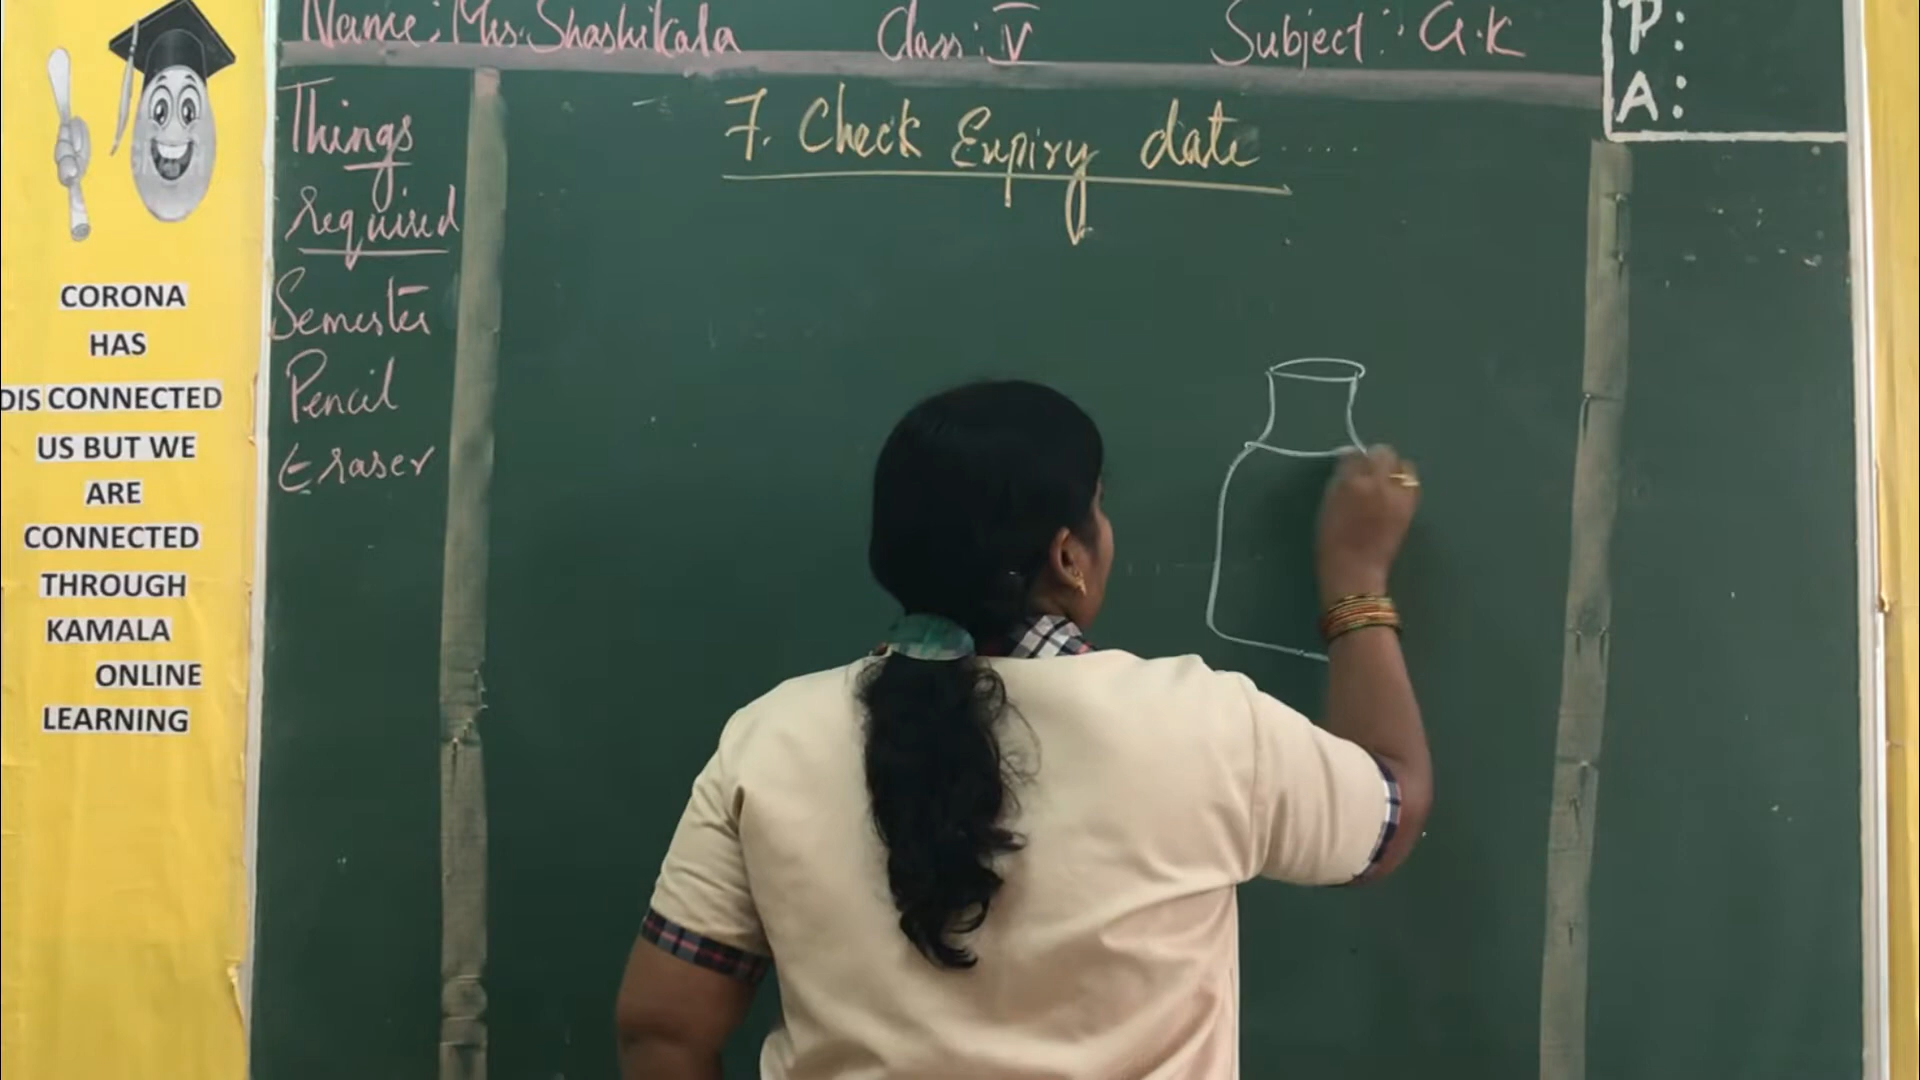 CORONA
HAS
DIS CONNECTED
US BUT WE
ARE
CONNECTED
THROUGH
KAMALA
ONLINE
LEARNING
Name: Mrs. Shashikala Class: V Subject: G.K
P:
A:
Things
required
Semester
Pencil
Eraser
7. Check Expiry date .....